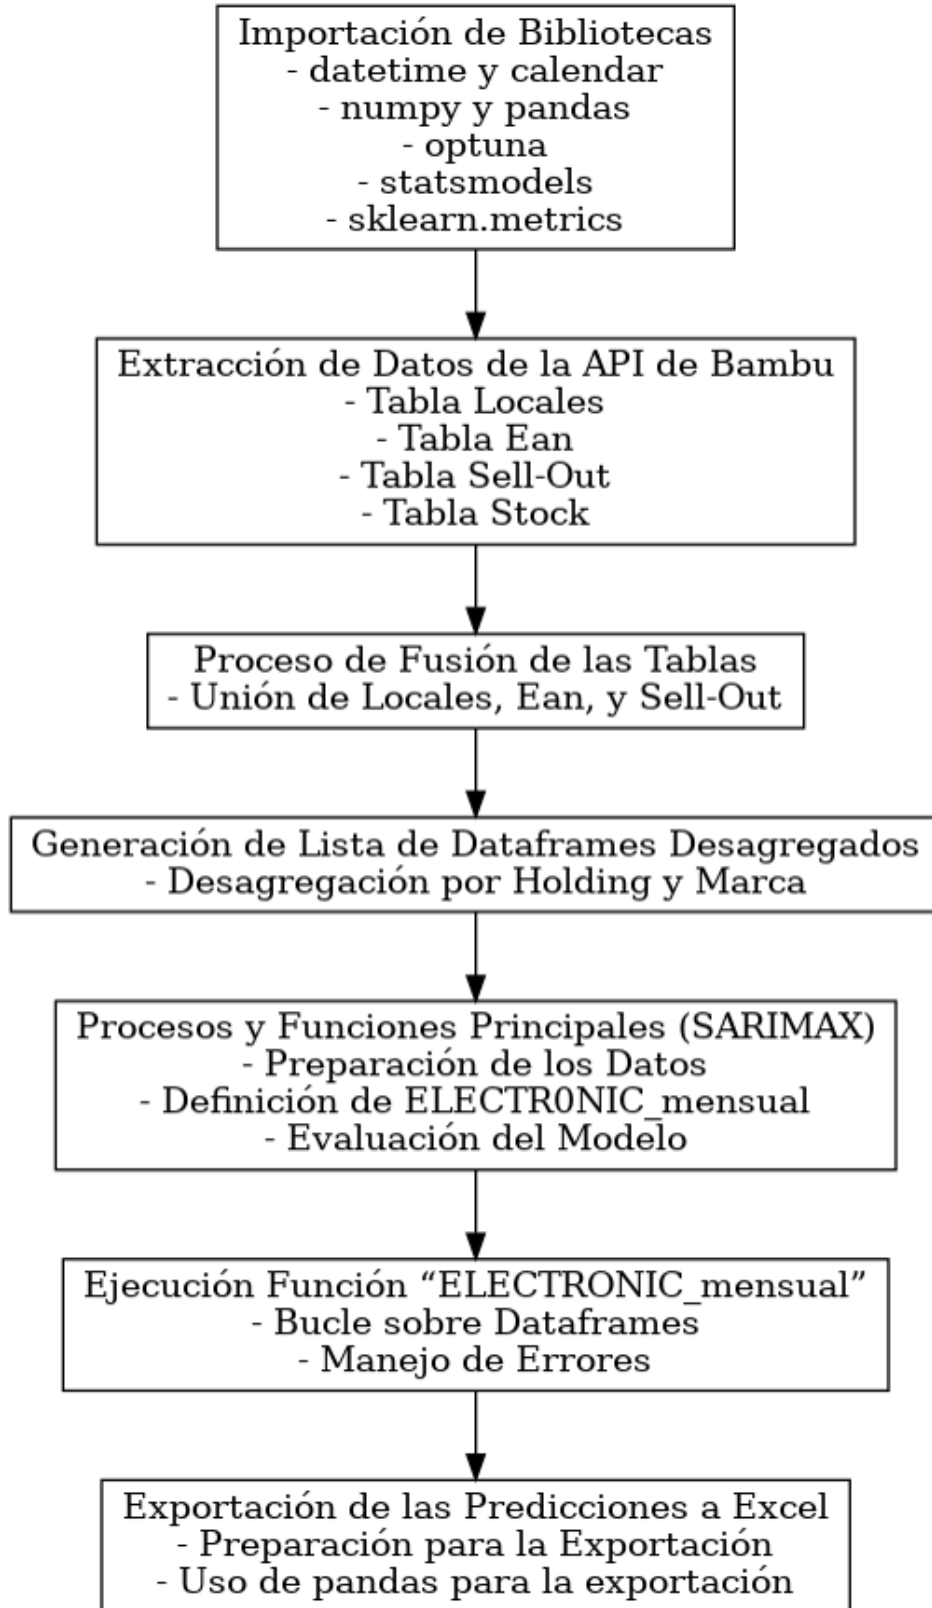 Importación de Bibliotecas
- datetime y calendar
- numpy y pandas
- optuna
- statsmodels
- sklearn.metrics
Extracción de Datos de la API de Bambu
- Tabla Locales
- Tabla Ean
- Tabla Sell-Out
- Tabla Stock
Proceso de Fusión de las Tablas
- Unión de Locales, Ean, y Sell-Out
Generación de Lista de Dataframes Desagregados
- Desagregación por Holding y Marca
Procesos y Funciones Principales (SARIMAX)
- Preparación de los Datos
- Definición de ELECTR0NIC_mensual
- Evaluación del Modelo
Ejecución Función “ELECTRONIC_mensual”
- Bucle sobre Dataframes
- Manejo de Errores
Exportación de las Predicciones a Excel
- Preparación para la Exportación
- Uso de pandas para la exportación